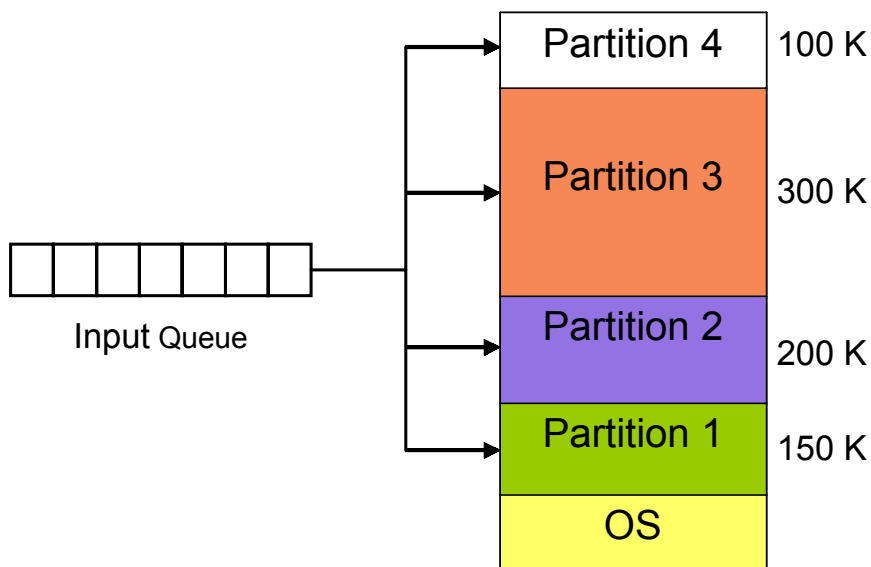 Partition 4
100 K
Partition 3
300 K
Input Queue
Partition 2
200 K
Partition 1
150 K
OS